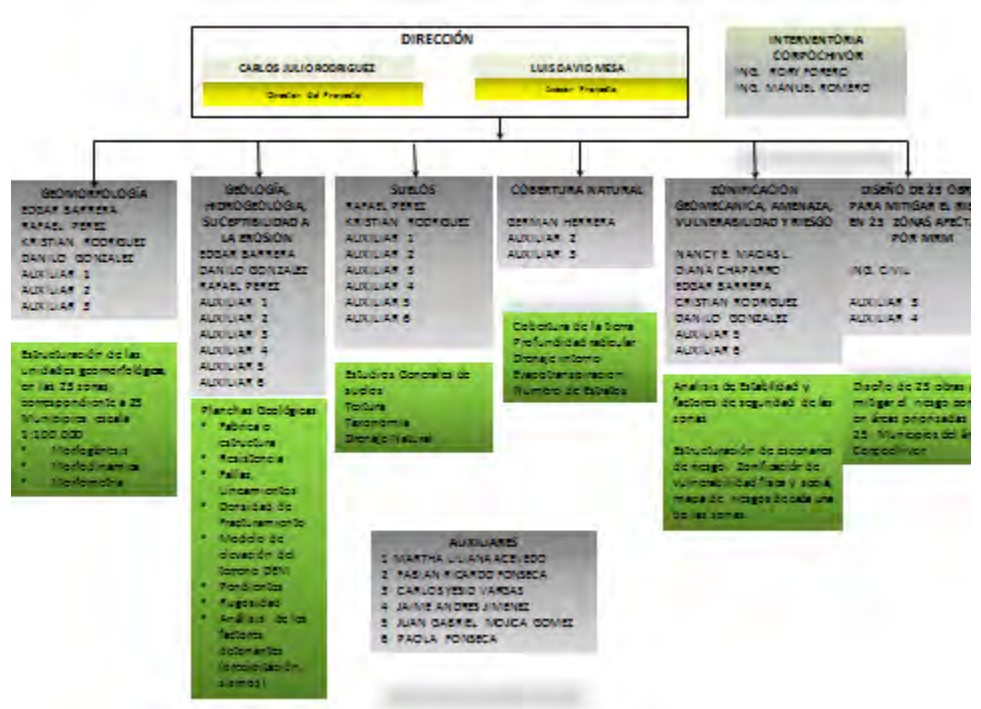 DIRECCIÓN
CARLOS JULIO RODRIGUEZ
Director Del Proyecto
LUIS DAVID MESA
Asesor Proyecto
INTERVENTORIA
CORPOCHIVOR
ING. RORY FORERO
ING. MANUEL ROMERO
GEOMORFOLOGÍA
EDGAR BARRERA
RAFAEL PEREZ
KRISTIAN RODRIGUEZ
DANILO GONZALEZ
AUXILIAR 1
AUXILIAR 2
AUXILIAR 3
Estructuración de las
unidades geomorfológicas,
en las 25 zonas,
correspondiente a 25
Municipios escala
1:100.000
• Morfogénesis
• Morfodinámica
• Morfometría
GEOLOGÍA,
HIDROGEOLOGÍA,
SUCEPTIBILIDAD A
LA EROSIÓN
EDGAR BARRERA
DANILO GONZALEZ
RAFAEL PEREZ
AUXILIAR 1
AUXILIAR 2
AUXILIAR 3
AUXILIAR 4
AUXILIAR 5
AUXILIAR 6
Planchas Geológicas
• Fabrica o
estructura
• Resistencia
• Fallas,
Lineamientos
• Densidad de
Fracturamiento
• Modelo de
elevación del
terreno DEM
• Pendientes
• Rugosidad
• Análisis de los
factores
detonantes
(precipitación,
sismos)
SUELOS
RAFAEL PEREZ
KRISTIAN RODRIGUEZ
AUXILIAR 1
AUXILIAR 2
AUXILIAR 3
AUXILIAR 4
AUXILIAR 5
AUXILIAR 6
Estudios Generales de
suelos
Textura
Taxonomía
Drenaje Natural
COBERTURA NATURAL
GERMAN HERRERA
AUXILIAR 2
AUXILIAR 3
Cobertura de la tierra
Profundidad radicular
Drenaje interno
Evapotranspiración
Numero de Estratos
ZONIFICACIÓN
GEOMECANICA, AMENAZA,
VULNERABILIDAD Y RIESGO
NANCY E. MACIAS L.
DIANA CHAPARRO
EDGAR BARRERA
CRISTIAN RODRIGUEZ
DANILO GONZALEZ
AUXILIAR 5
AUXILIAR 6
Análisis de Estabilidad y
factores de seguridad de las
zonas
Estructuración de escenarios
de riesgo. Zonificación de
vulnerabilidad física y social,
mapa de riesgos de cada una
de las zonas.
DISEÑO DE 25 OBR
PARA MITIGAR EL RIE
EN 25 ZONAS AFECTA
POR MRM
ING. CIVIL
AUXILIAR 3
AUXILIAR 4
Diseño de 25 obras
mitigar el riesgo
en áreas priorizadas
25 Municipios del
Corpochivor
AUXILIARES
1 MARTHA LILIANA ACEVEDO
2 FABIAN RICARDO FONSECA
3 CARLOS YESID VARGAS
4 JAIME ANDRES JIMENEZ
5 JUAN GABRIEL MOJICA GOMEZ
6 PAOLA FONSECA